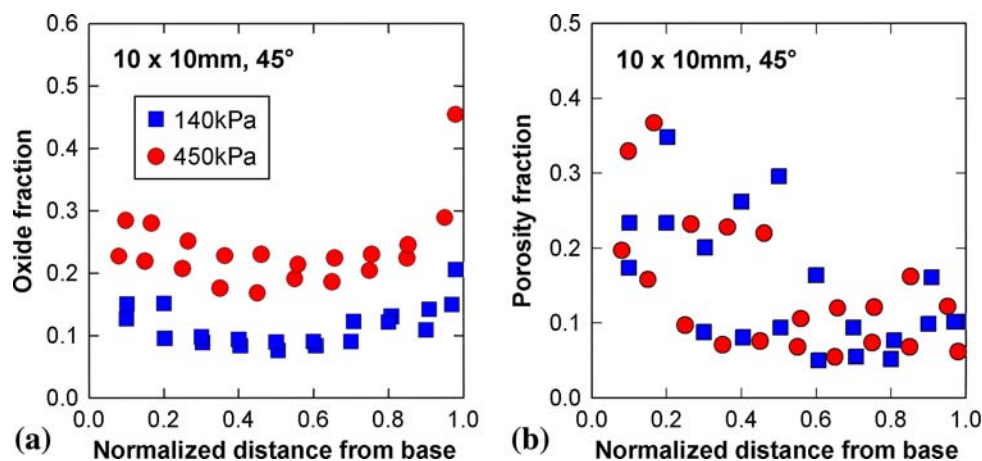 0.6
0.5
0.4
0.3
0.2
0.1
0.0
Oxide fraction
10 x 10mm, 45°
140kPa
450kPa
0.0 0.2 0.4 0.6 0.8 1.0
Normalized distance from base
(a)
0.5
0.4
0.3
0.2
0.1
0.0
Porosity fraction
10 x 10mm, 45°
0.0 0.2 0.4 0.6 0.8 1.0
Normalized distance from base
(b)